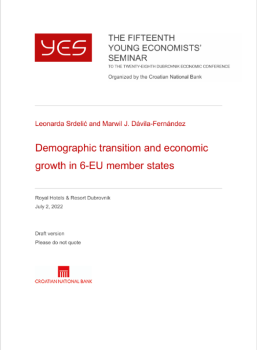 yes
THE FIFTEENTH
YOUNG ECONOMISTS'
SEMINAR
TO THE TWENTY-EIGHTH DUBROVNIK ECONOMIC CONFERENCE
Organized by the Croatian National Bank
Leonarda Srdelić and Marwil J. Dávila-Fernández
Demographic transition and economic
growth in 6-EU member states
Royal Hotels & Resort Dubrovnik
July 2, 2022
Draft version
Please do not quote
CROATIAN NATIONAL BANK